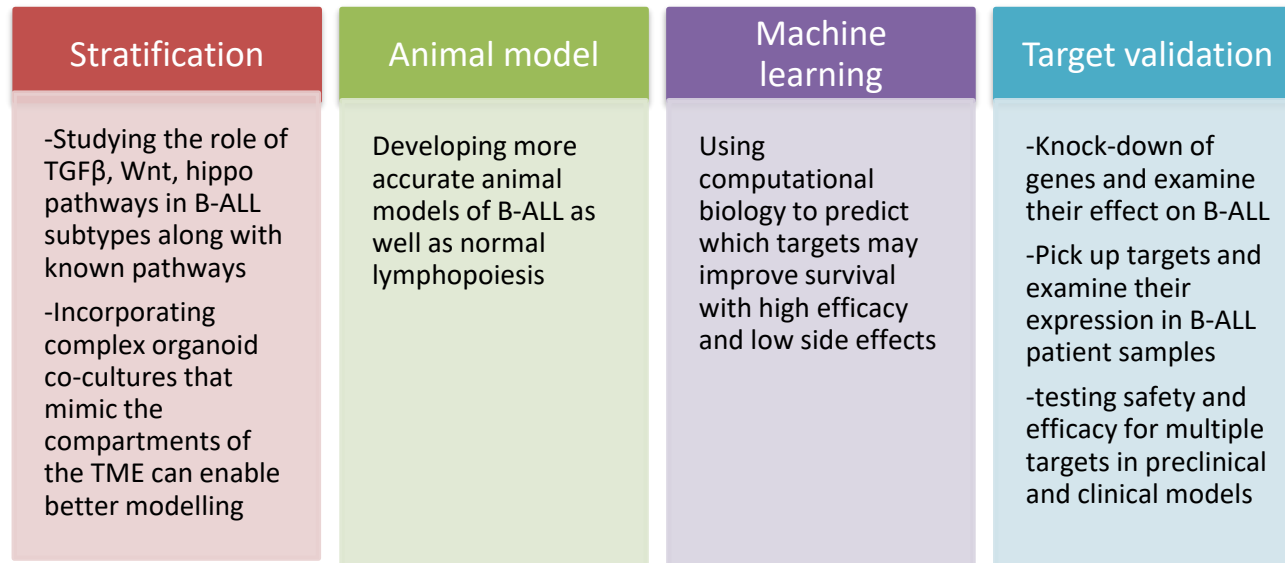 Stratification
-Studying the role of
TGFβ, Wnt, hippo
pathways in B-ALL
subtypes along with
known pathways
-Incorporating
complex organoid
co-cultures that
mimic the
compartments of
the TME can enable
better modelling
Animal model
Developing more
accurate animal
models of B-ALL as
well as normal
lymphopoiesis
Machine
learning
Using
computational
biology to predict
which targets may
improve survival
with high efficacy
and low side effects
Target validation
-Knock-down of
genes and examine
their effect on B-ALL
-Pick up targets and
examine their
expression in B-ALL
patient samples
-testing safety and
efficacy for multiple
targets in preclinical
and clinical models